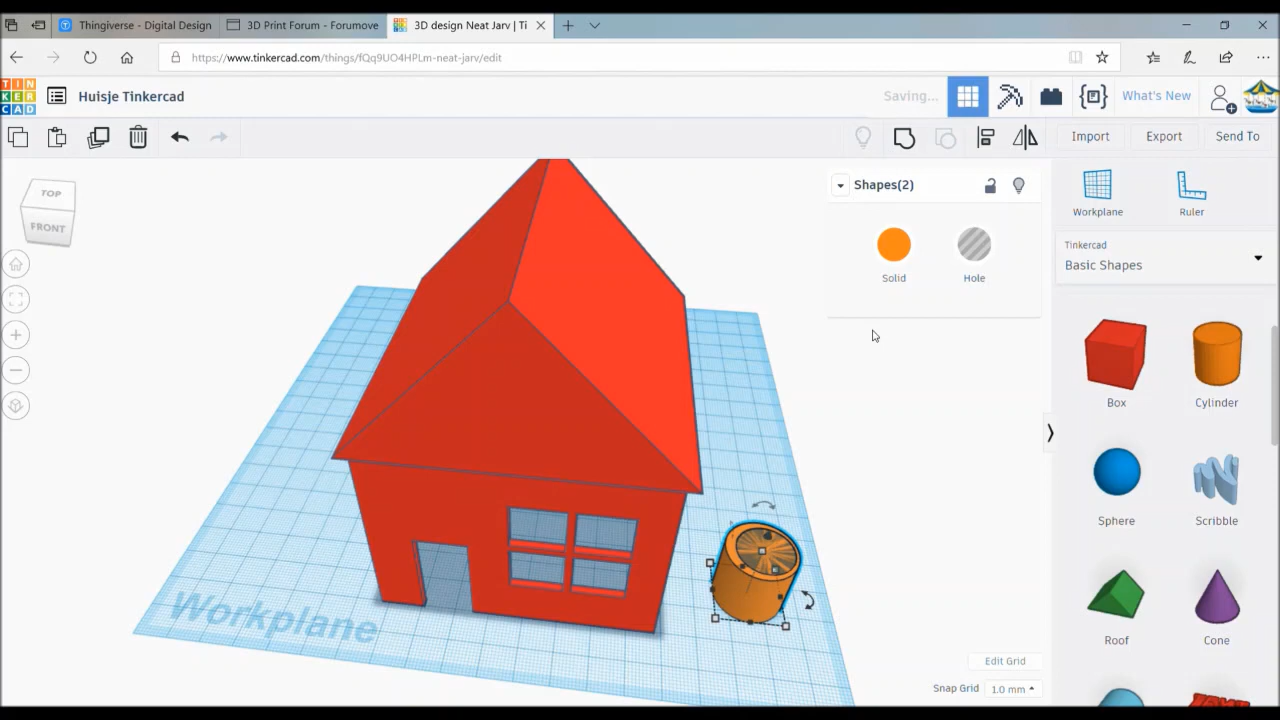 Thingiverse - Digital Design
3D Print Forum - Forumove
3D design Neat Jarv | Ti
https://www.tinkercad.com/things/fQq9UO4HPLm-neat-jarv/edit
TIN
KER
CAD
Huisje Tinkercad
Saving...
What's New
Import
Export
Send To
TOP
FRONT
Shapes(2)
Solid
Hole
Workplane
Ruler
Tinkercad
Basic Shapes
Box
Cylinder
Sphere
Scribble
Roof
Cone
Workplane
Edit Grid
Snap Grid
1.0 mm